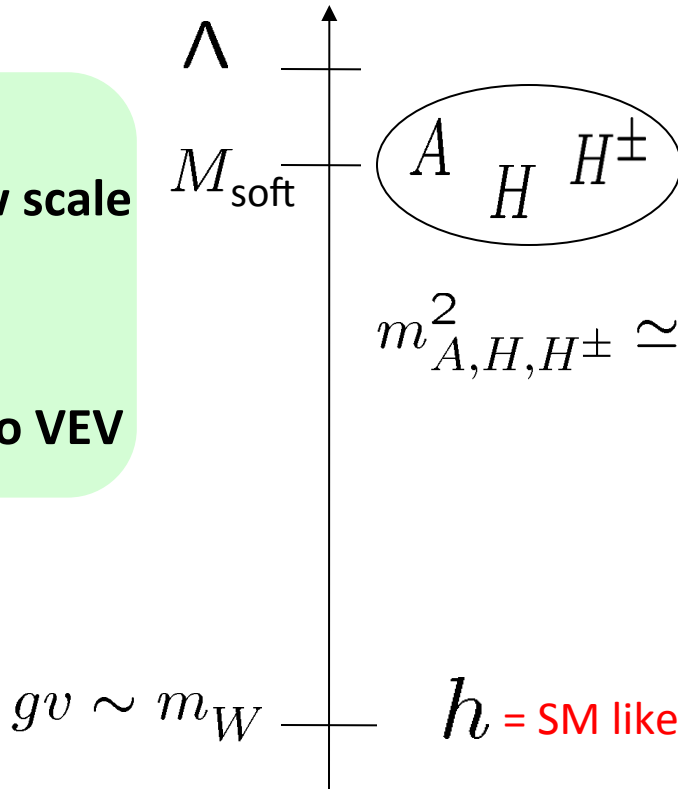 Λ
M_soft
A H H^±
scale
m^2_{A,H,H^±} ≃
VEV
gv ∼ m_W
h = SM like